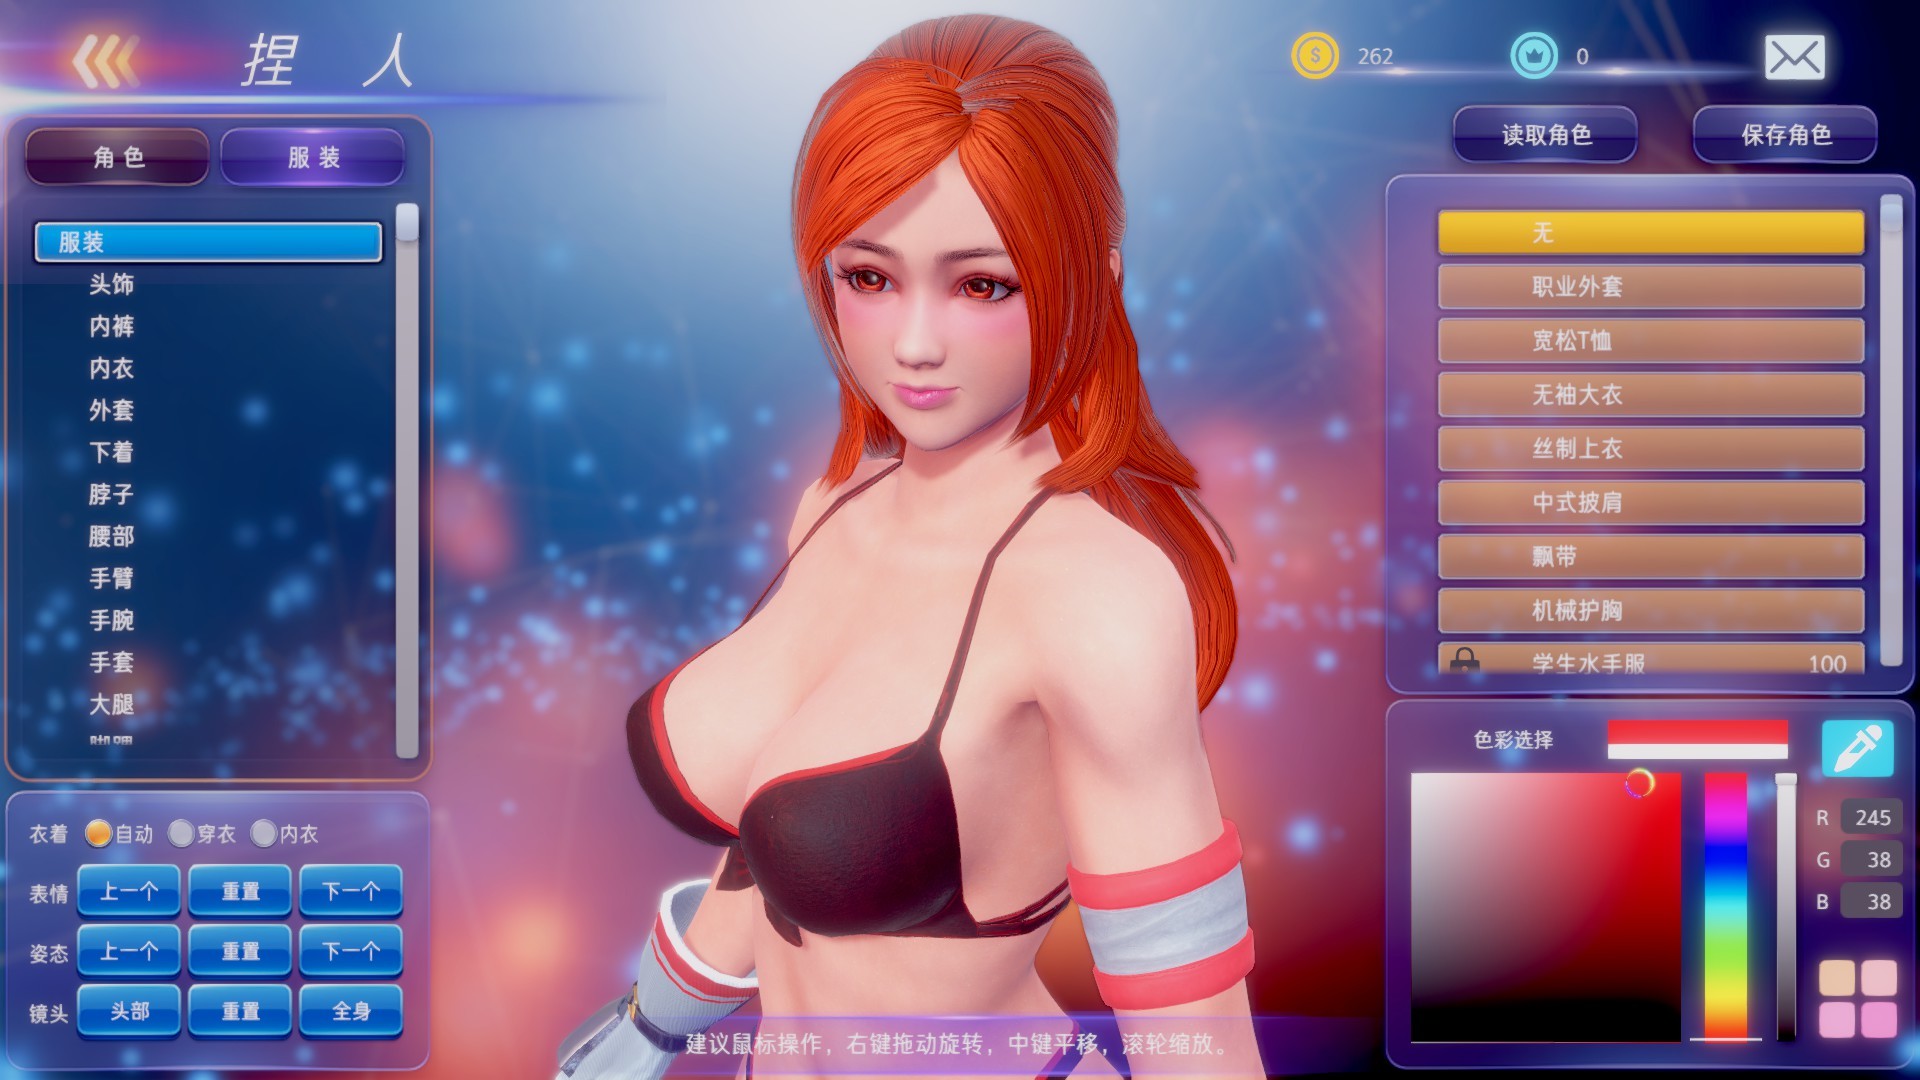 捏 人
262
0
读取角色
保存角色
角色
服装
服装
头饰
内裤
内衣
外套
下着
脖子
腰部
手臂
手腕
手套
大腿
衣着 自动 穿衣 内衣
表情 上一个 重置 下一个
姿态 上一个 重置 下一个
镜头 头部 重置 全身
无
职业外套
宽松T恤
无袖大衣
丝制上衣
中式披肩
飘带
机械护胸
学生水手服 100
色彩选择
R 245
G 38
B 38
建议鼠标操作，右键拖动旋转，中键平移，滚轮缩放。